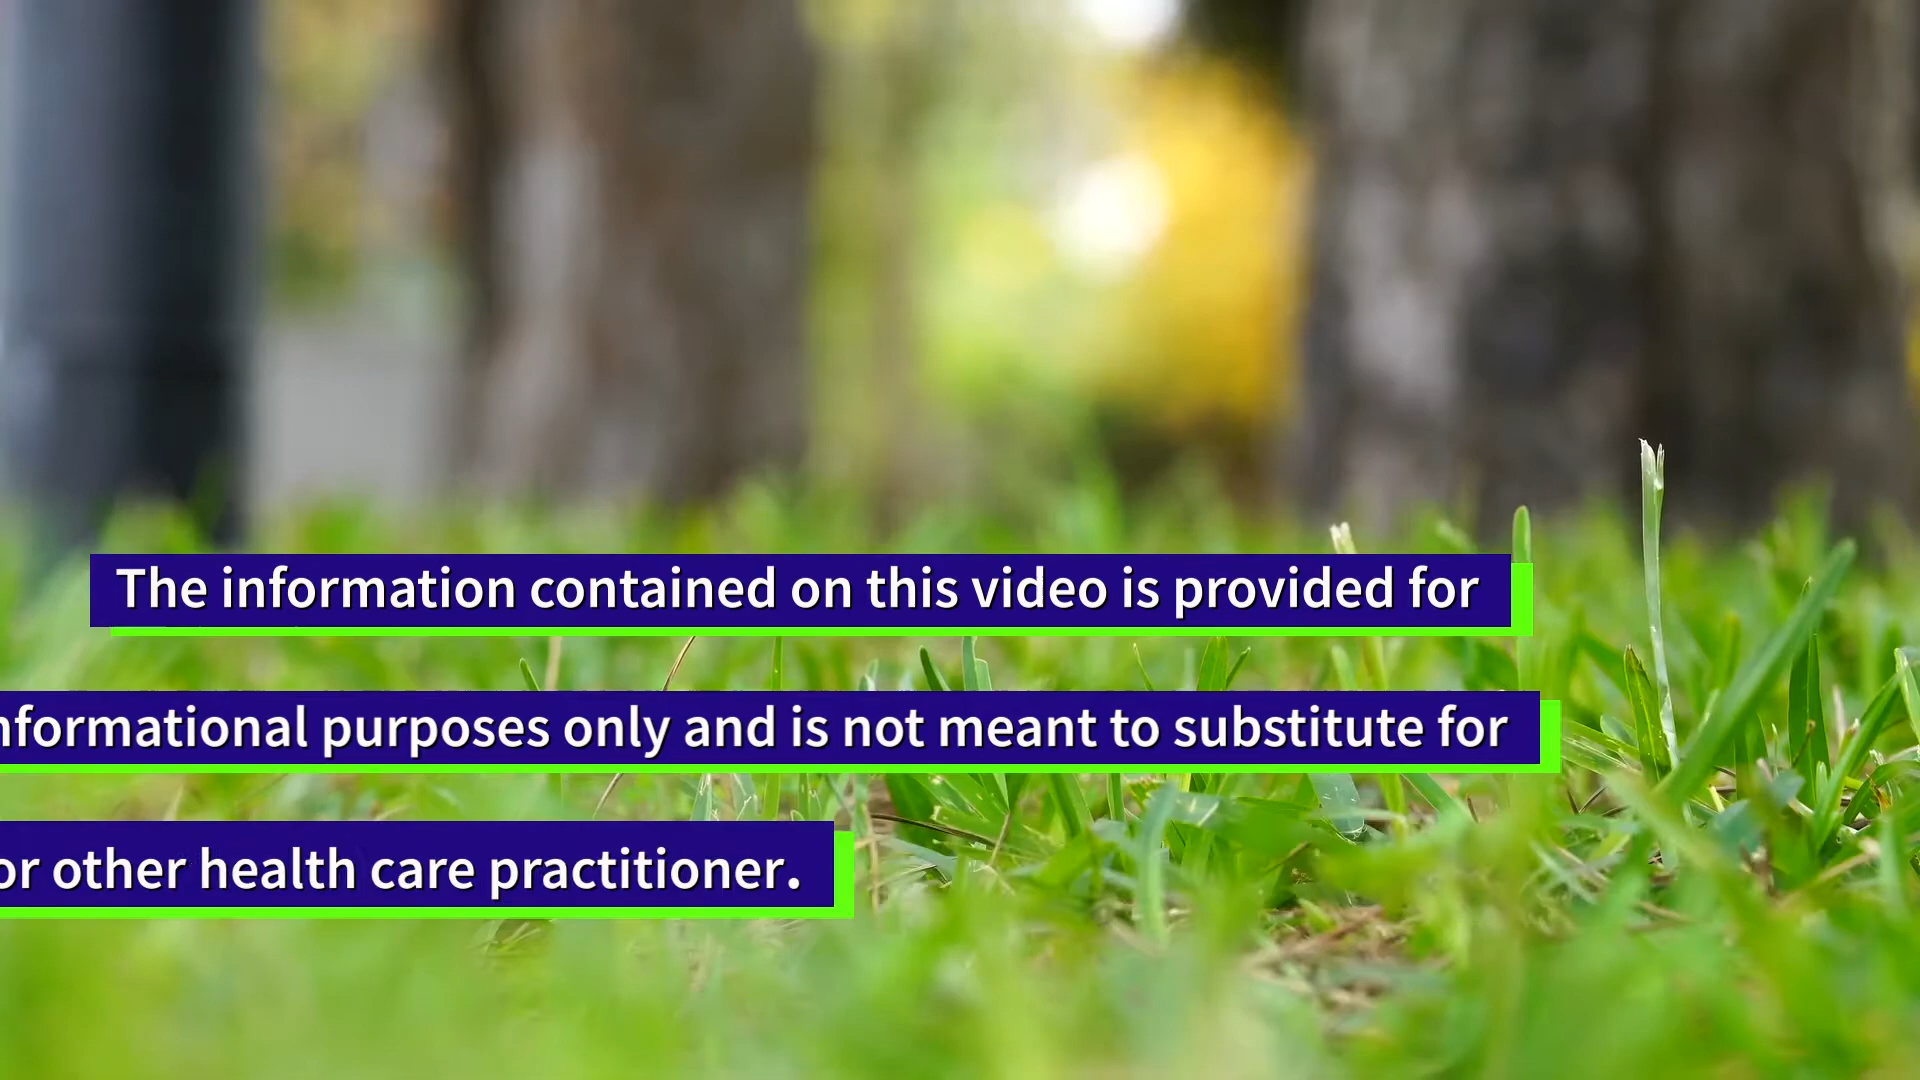 The information contained on this video is provided for
nformational purposes only and is not meant to substitute for
or other health care practitioner.